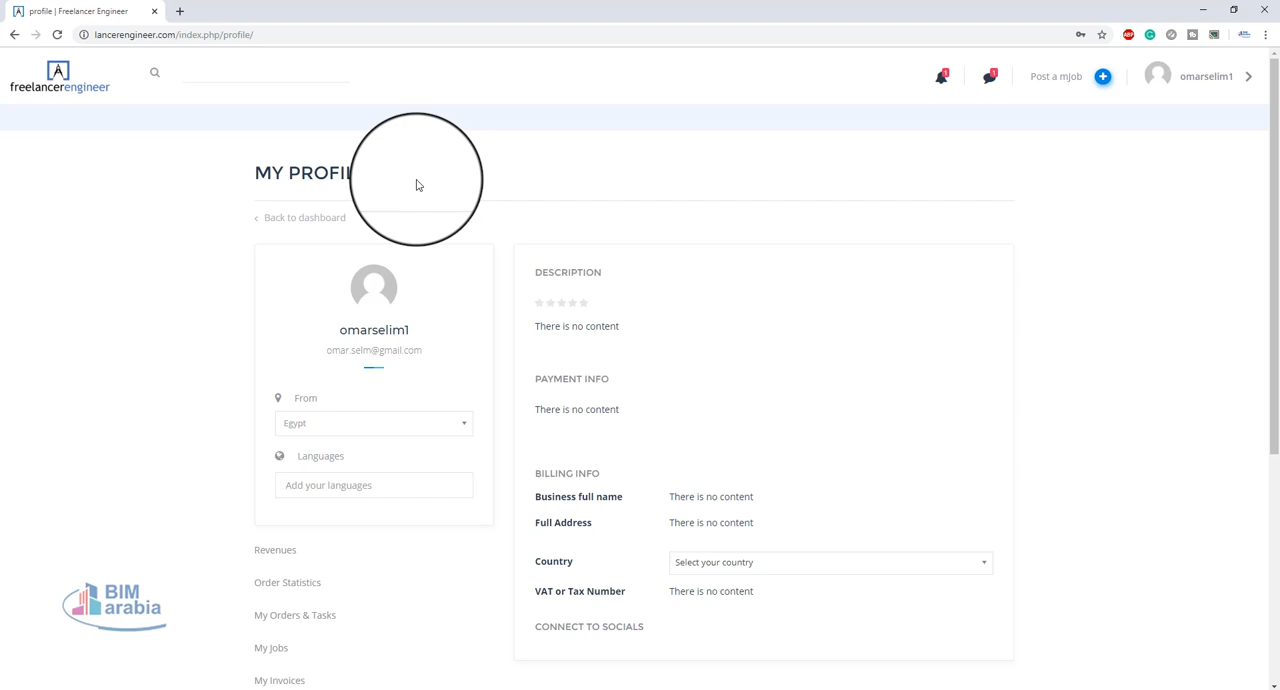 profile | Freelancer Engineer
lancerengineer.com/index.php/profile/
ABP
freelancerengineer
1
1
Post a mJob
omarselim1
MY PROFIL
Back to dashboard
omarselim1
omar.selm@gmail.com
From
Egypt
Languages
Add your languages
Revenues
Order Statistics
My Orders & Tasks
My Jobs
My Invoices
DESCRIPTION
There is no content
PAYMENT INFO
There is no content
BILLING INFO
Business full name There is no content
Full Address There is no content
Country Select your country
VAT or Tax Number There is no content
CONNECT TO SOCIALS
BIM
arabia